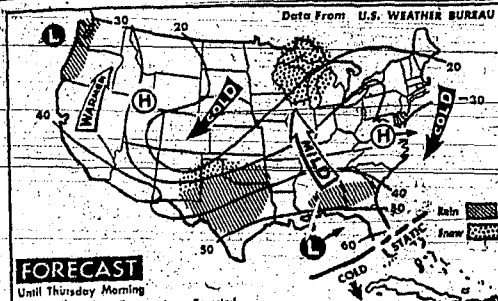 Data From U.S. WEATHER BUREAU
L
30
20
20
WARMER
H
COLD
COLD
30
40
H
MILD
40
50
Rain
Snow
50
L
60
STATIC
COLD
FORECAST
Until Thursday Morning